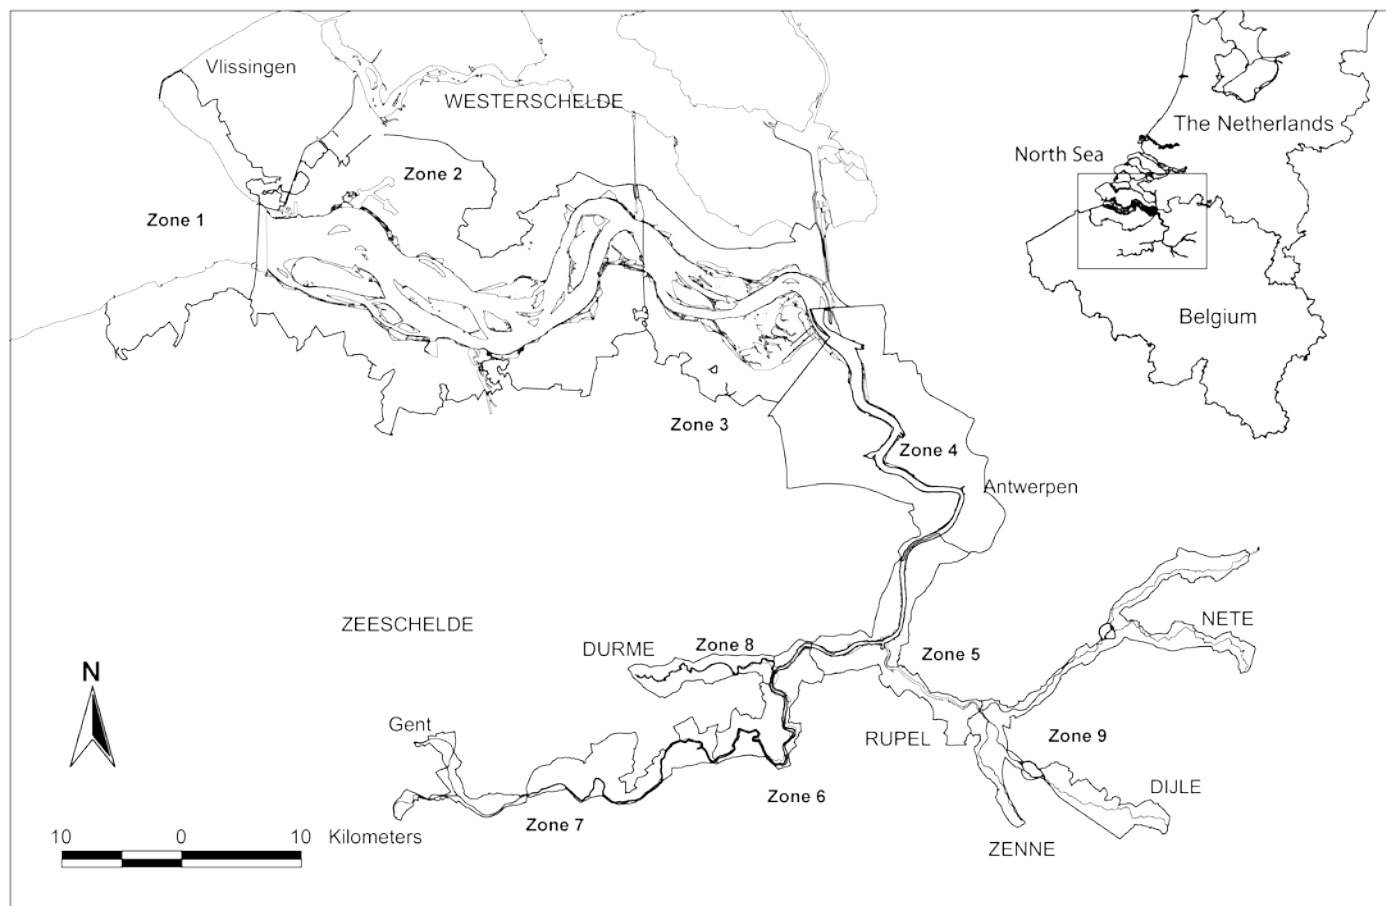 Vlissingen
WESTERSCHELDE
The Netherlands
North Sea
Zone 2
Zone 1
Belgium
Zone 3
Zone 4
Antwerpen
ZEESCHELDE
NETE
DURME
Zone 8
Zone 5
N
Gent
RUPEL
Zone 9
DIJLE
Zone 6
Zone 7
10 0 10 Kilometers
ZENNE